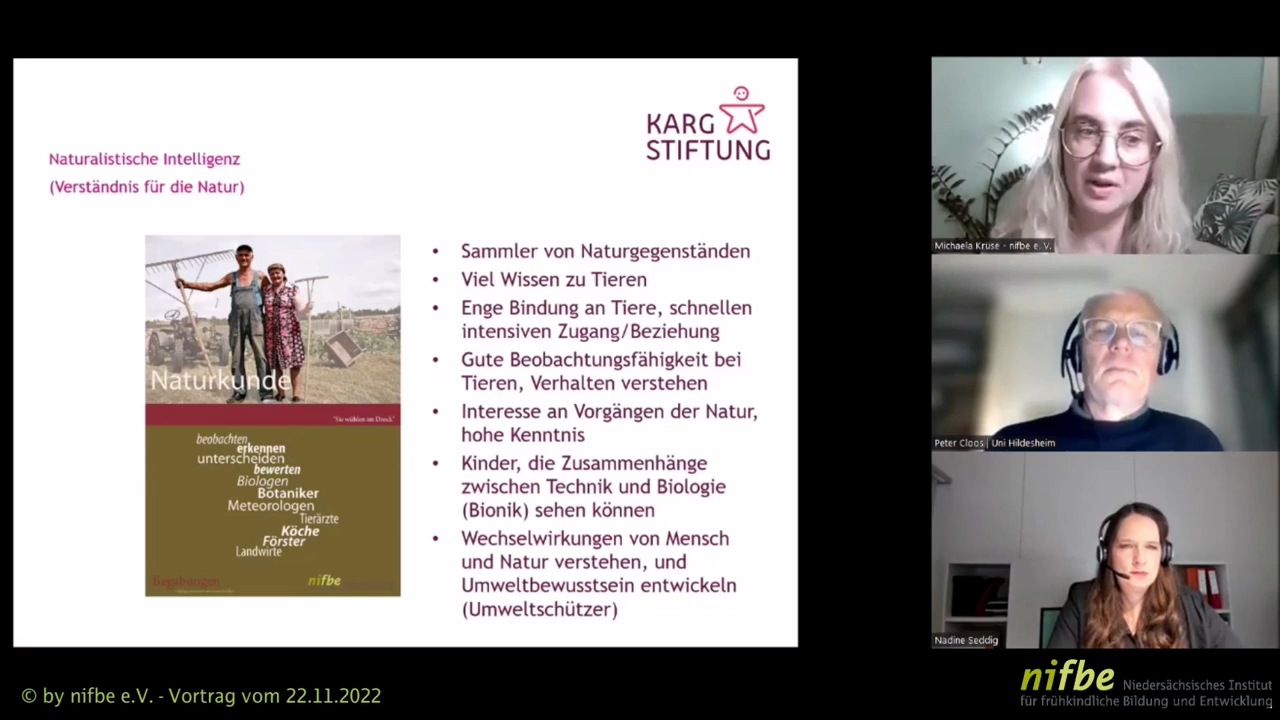 KARG
STIFTUNG
Naturalistische Intelligenz
(Verständnis für die Natur)
Naturkunde
"Sie wühlen im Dreck"
beobachten
erkennen
unterscheiden
bewerten
Biologen
Botaniker
Meteorologen
Tierärzte
Köche
Förster
Landwirte
Begabungen
nifbe
• Sammler von Naturgegenständen
• Viel Wissen zu Tieren
• Enge Bindung an Tiere, schnellen
intensiven Zugang/Beziehung
• Gute Beobachtungsfähigkeit bei
Tieren, Verhalten verstehen
• Interesse an Vorgängen der Natur,
hohe Kenntnis
• Kinder, die Zusammenhänge
zwischen Technik und Biologie
(Bionik) sehen können
• Wechselwirkungen von Mensch
und Natur verstehen, und
Umweltbewusstsein entwickeln
(Umweltschützer)
Michaela Kruse - nifbe e. V.
Peter Cloos | Uni Hildesheim
Nadine Seddig
© by nifbe e.V. - Vortrag vom 22.11.2022
nifbe Niedersächsisches Institut
für frühkindliche Bildung und Entwicklung